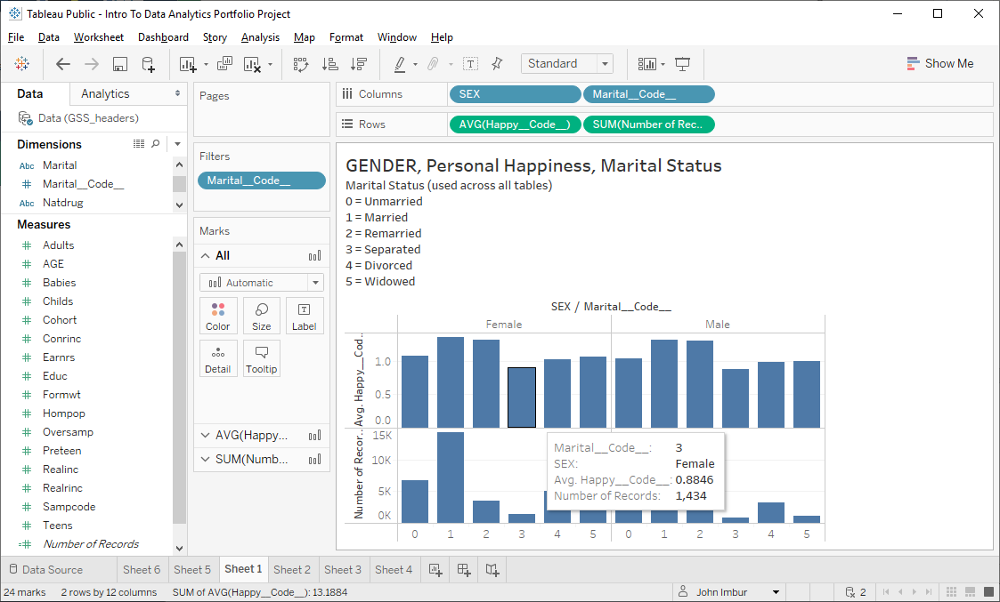 Tableau Public - Intro To Data Analytics Portfolio Project
File Data Worksheet Dashboard Story Analysis Map Format Window Help
Standard
Show Me
Data Analytics
Data (GSS_headers)
Dimensions
Abc Marital
# Marital__Code__
Abc Natdrug
Measures
# Adults
# AGE
# Babies
# Childs
# Cohort
# Conrinc
# Earnrs
# Educ
# Formwt
# Hompop
# Oversamp
# Preteen
# Realinc
# Realrinc
# Sampcode
# Teens
=# Number of Records
Pages
Filters
Marital__Code__
Marks
All
Automatic
Color Size Label
Detail Tooltip
AVG(Happy...
SUM(Numb...
Columns SEX Marital__Code__
Rows AVG(Happy__Code__) SUM(Number of Rec..
GENDER, Personal Happiness, Marital Status
Marital Status (used across all tables)
0 = Unmarried
1 = Married
2 = Remarried
3 = Separated
4 = Divorced
5 = Widowed
SEX / Marital__Code__
Female Male
Avg. Happy__Cod..
1.0
0.5
0.0
Number of Recor..
15K
10K
5K
0K
Marital__Code__: 3
SEX: Female
Avg. Happy__Code__: 0.8846
Number of Records: 1,434
0 1 2 3 4 5 0 1 2 3 4 5
Data Source Sheet 6 Sheet 5 Sheet 1 Sheet 2 Sheet 3 Sheet 4
24 marks 2 rows by 12 columns SUM of AVG(Happy__Code__): 13.1884 John Imbur 2